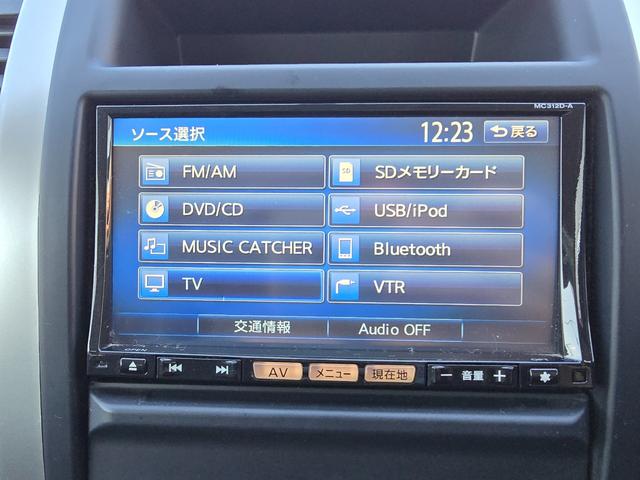 MC312D-A
ソース選択 12:23 戻る
FM/AM SD SDメモリーカード
DVD/CD USB/iPod
MUSIC CATCHER Bluetooth
TV VTR
交通情報 Audio OFF
OPEN
AV メニュー 現在地 － 音量 ＋